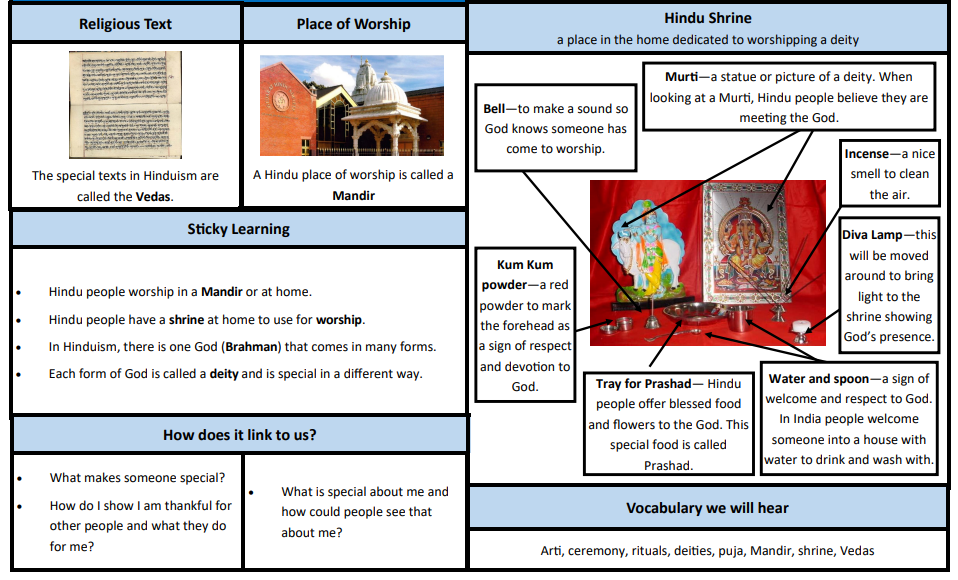 Religious Text
The special texts in Hinduism are
called the Vedas.
Place of Worship
A Hindu place of worship is called a
Mandir
Sticky Learning
• Hindu people worship in a Mandir or at home.
• Hindu people have a shrine at home to use for worship.
• In Hinduism, there is one God (Brahman) that comes in many forms.
• Each form of God is called a deity and is special in a different way.
How does it link to us?
• What makes someone special?
• How do I show I am thankful for
other people and what they do
for me?
• What is special about me and
how could people see that
about me?
Hindu Shrine
a place in the home dedicated to worshipping a deity
Bell—to make a sound so
God knows someone has
come to worship.
Murti—a statue or picture of a deity. When
looking at a Murti, Hindu people believe they are
meeting the God.
Incense—a nice
smell to clean
the air.
Diva Lamp—this
will be moved
around to bring
light to the
shrine showing
God’s presence.
Kum Kum
powder—a red
powder to mark
the forehead as
a sign of respect
and devotion to
God.
Tray for Prashad— Hindu
people offer blessed food
and flowers to the God. This
special food is called
Prashad.
Water and spoon—a sign of
welcome and respect to God.
In India people welcome
someone into a house with
water to drink and wash with.
Vocabulary we will hear
Arti, ceremony, rituals, deities, puja, Mandir, shrine, Vedas